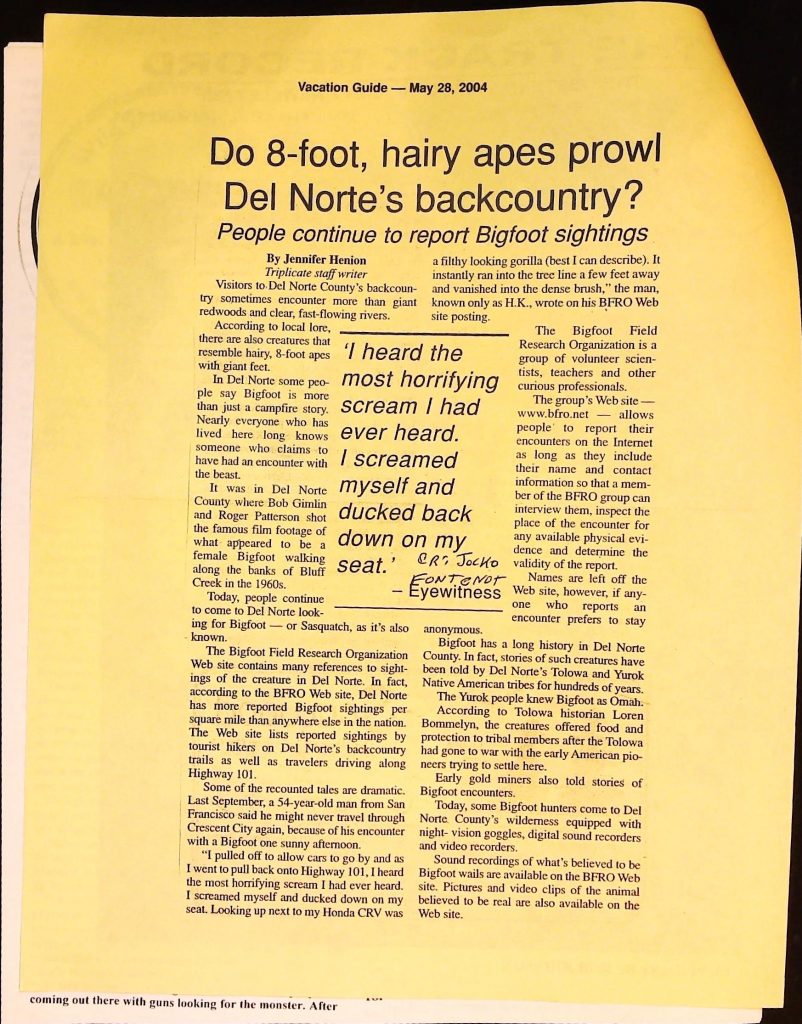 Vacation Guide — May 28, 2004
Do 8-foot, hairy apes prowl
Del Norte's backcountry?
People continue to report Bigfoot sightings
By Jennifer Henion
Triplicate staff writer
Visitors to Del Norte County's backcoun-
try sometimes encounter more than giant
redwoods and clear, fast-flowing rivers.
According to local lore,
there are also creatures that
resemble hairy, 8-foot apes
with giant feet.
In Del Norte some peo-
ple say Bigfoot is more
than just a campfire story.
Nearly everyone who has
lived here long knows
someone who claims to
have had an encounter with
the beast.
It was in Del Norte
County where Bob Gimlin
and Roger Patterson shot
the famous film footage of
what appeared to be a
female Bigfoot walking
along the banks of Bluff
Creek in the 1960s.
Today, people continue
to come to Del Norte look-
ing for Bigfoot — or Sasquatch, as it's also
known.
The Bigfoot Field Research Organization
Web site contains many references to sight-
ings of the creature in Del Norte. In fact,
according to the BFRO Web site, Del Norte
has more reported Bigfoot sightings per
square mile than anywhere else in the nation.
The Web site lists reported sightings by
tourist hikers on Del Norte's backcountry
trails as well as travelers driving along
Highway 101.
Some of the recounted tales are dramatic.
Last September, a 54-year-old man from San
Francisco said he might never travel through
Crescent City again, because of his encounter
with a Bigfoot one sunny afternoon.
"I pulled off to allow cars to go by and as
I went to pull back onto Highway 101, I heard
the most horrifying scream I had ever heard.
I screamed myself and ducked down on my
seat. Looking up next to my Honda CRV was
'I heard the
most horrifying
scream I had
ever heard.
I screamed
myself and
ducked back
down on my
seat.'
JOCKO
FONTENOT
– Eyewitness
a filthy looking gorilla (best I can describe). It
instantly ran into the tree line a few feet away
and vanished into the dense brush," the man,
known only as H.K., wrote on his BFRO Web
site posting.
The Bigfoot Field
Research Organization is a
group of volunteer scien-
tists, teachers and other
curious professionals.
The group's Web site —
www.bfro.net — allows
people to report their
encounters on the Internet
as long as they include
their name and contact
information so that a mem-
ber of the BFRO group can
interview them, inspect the
place of the encounter for
any available physical evi-
dence and determine the
validity of the report.
Names are left off the
Web site, however, if any-
one who reports an
encounter prefers to stay
anonymous.
Bigfoot has a long history in Del Norte
County. In fact, stories of such creatures have
been told by Del Norte's Tolowa and Yurok
Native American tribes for hundreds of years.
The Yurok people knew Bigfoot as Omah.
According to Tolowa historian Loren
Bommelyn, the creatures offered food and
protection to tribal members after the Tolowa
had gone to war with the early American pio-
neers trying to settle here.
Early gold miners also told stories of
Bigfoot encounters.
Today, some Bigfoot hunters come to Del
Norte County's wilderness equipped with
night- vision goggles, digital sound recorders
and video recorders.
Sound recordings of what's believed to be
Bigfoot wails are available on the BFRO Web
site. Pictures and video clips of the animal
believed to be real are also available on the
Web site.
coming out there with guns looking for the monster. After